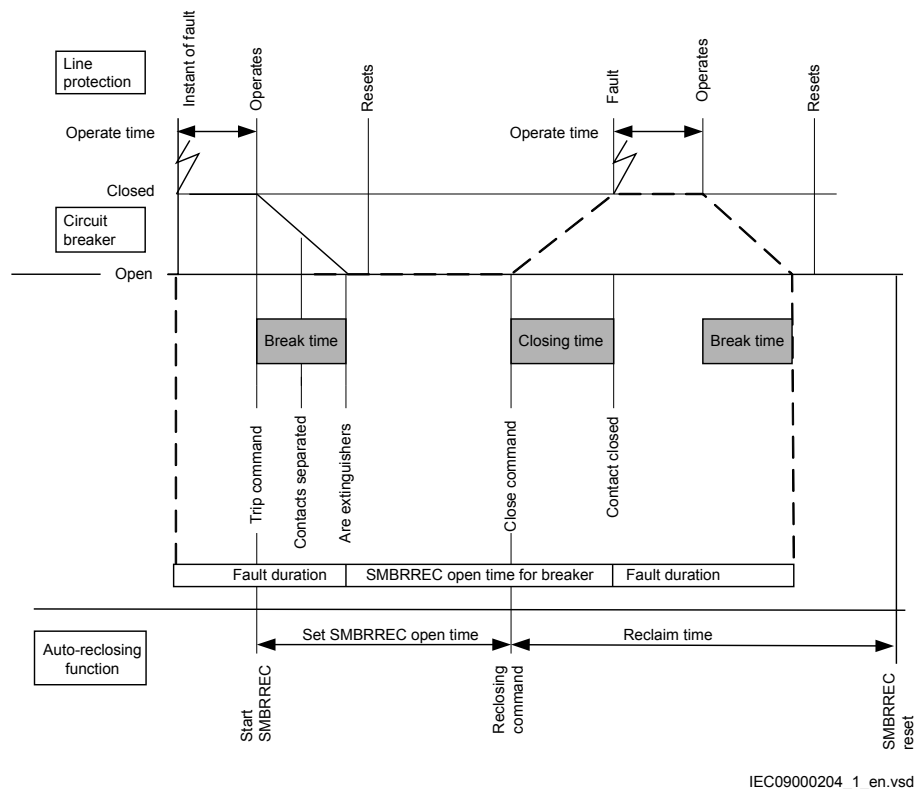 Line
protection
Instant of fault
Operates
Resets
Fault
Operates
Resets
Operate time
Operate time
Closed
Circuit
breaker
Open
Break time
Closing time
Break time
Trip command
Contacts separated
Are extinguishers
Close command
Contact closed
Fault duration
SMBRREC open time for breaker
Fault duration
Set SMBRREC open time
Reclaim time
Auto-reclosing
function
Start
SMBRREC
Reclosing
command
SMBRREC
reset
IEC09000204_1_en.vsd